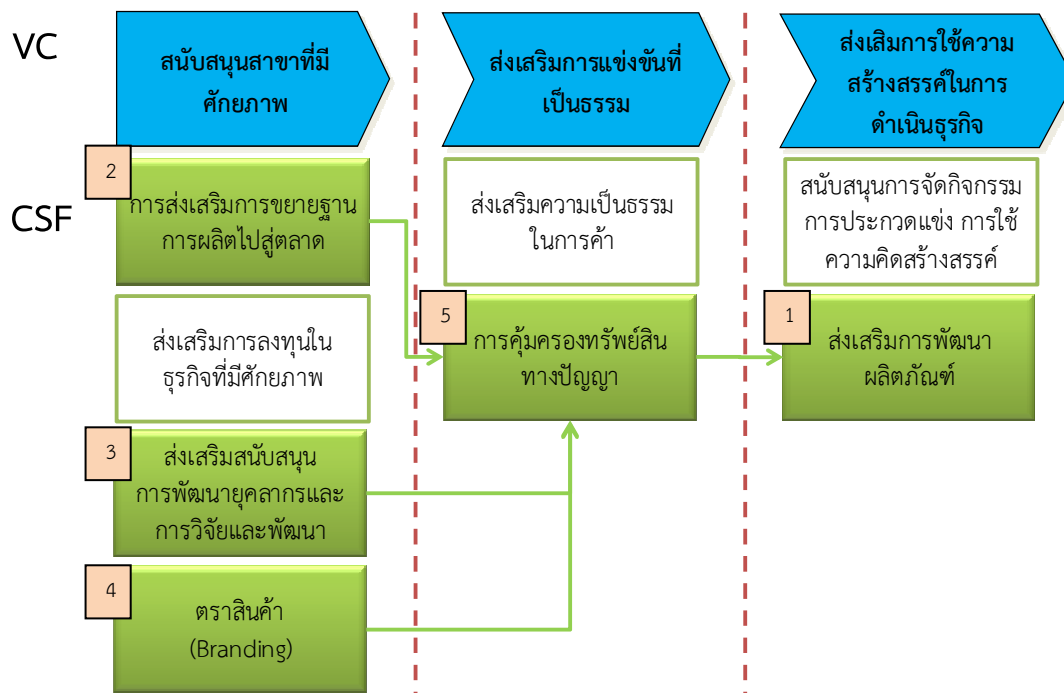 VC
สนับสนุนสาขาที่มี
ศักยภาพ
ส่งเสริมการแข่งขันที่
เป็นธรรม
ส่งเสิมการใช้ความ
สร้างสรรค์ในการ
ดำเนินธุรกิจ
CSF
2
การส่งเสริมการขยายฐาน
การผลิตไปสู่ตลาด
ส่งเสริมความเป็นธรรม
ในการค้า
สนับสนุนการจัดกิจกรรม
การประกวดแข่ง การใช้
ความคิดสร้างสรรค์
ส่งเสริมการลงทุนใน
ธุรกิจที่มีศักยภาพ
5
การคุ้มครองทรัพย์สิน
ทางปัญญา
1
ส่งเสริมการพัฒนา
ผลิตภัณฑ์
3
ส่งเสริมสนับสนุน
การพัฒนายุคลากรและ
การวิจัยและพัฒนา
4
ตราสินค้า
(Branding)